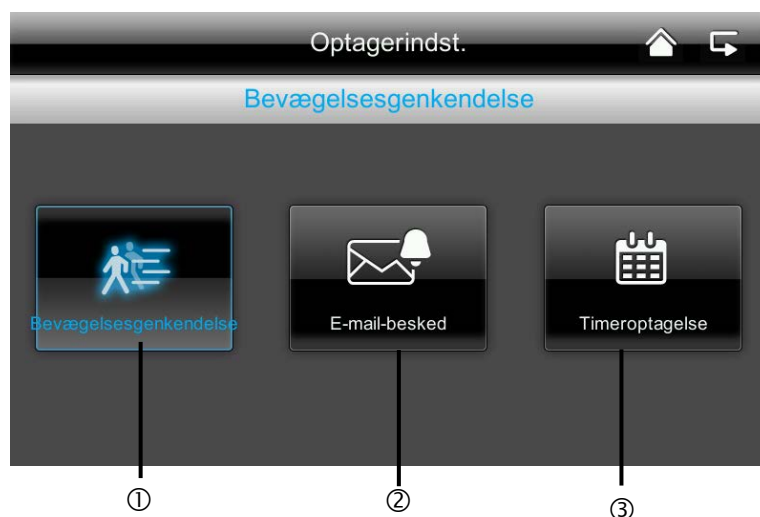 Optagerindst.
Bevægelsesgenkendelse
Bevægelsesgenkendelse
E-mail-besked
Timeroptagelse
①
②
③